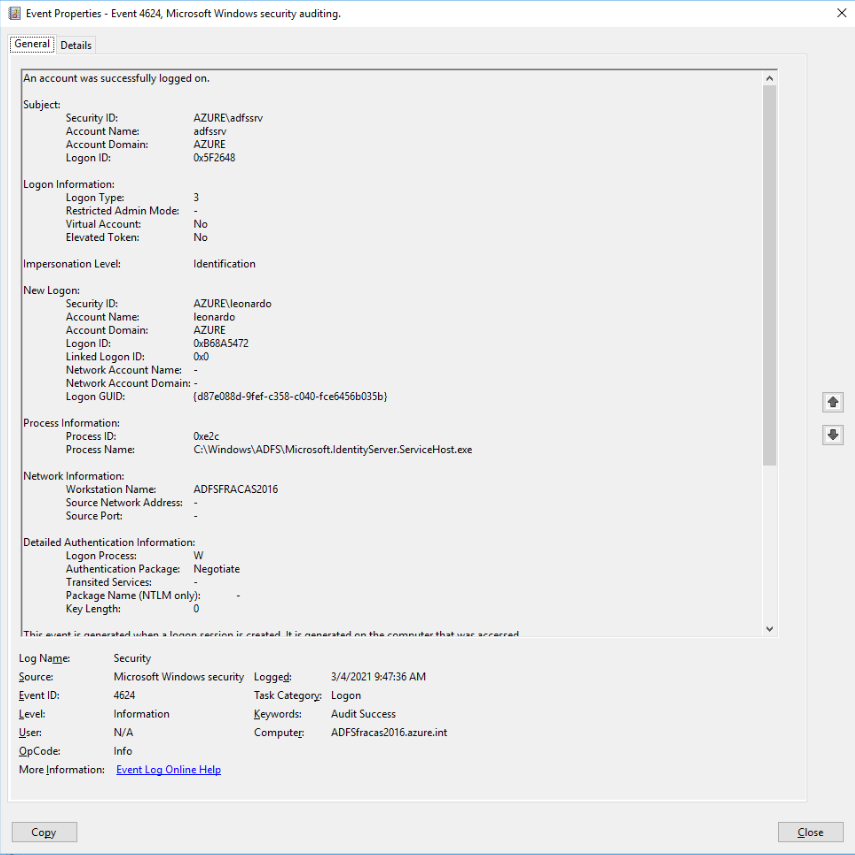 Event Properties - Event 4624, Microsoft Windows security auditing.
General Details
An account was successfully logged on.
Subject:
Security ID: AZURE\adfssrv
Account Name: adfssrv
Account Domain: AZURE
Logon ID: 0x5F2648
Logon Information:
Logon Type: 3
Restricted Admin Mode: -
Virtual Account: No
Elevated Token: No
Impersonation Level: Identification
New Logon:
Security ID: AZURE\leonardo
Account Name: leonardo
Account Domain: AZURE
Logon ID: 0xB68A5472
Linked Logon ID: 0x0
Network Account Name: -
Network Account Domain: -
Logon GUID: {d87e088d-9fef-c358-c040-fce6456b035b}
Process Information:
Process ID: 0xe2c
Process Name: C:\Windows\ADFS\Microsoft.IdentityServer.ServiceHost.exe
Network Information:
Workstation Name: ADFSFRACAS2016
Source Network Address: -
Source Port: -
Detailed Authentication Information:
Logon Process: W
Authentication Package: Negotiate
Transited Services: -
Package Name (NTLM only): -
Key Length: 0
This event is generated when a logon session is created. It is generated on the computer that was accessed.
Log Name: Security
Source: Microsoft Windows security Logged: 3/4/2021 9:47:36 AM
Event ID: 4624 Task Category: Logon
Level: Information Keywords: Audit Success
User: N/A Computer: ADFSfracas2016.azure.int
OpCode: Info
More Information: Event Log Online Help
Copy Close